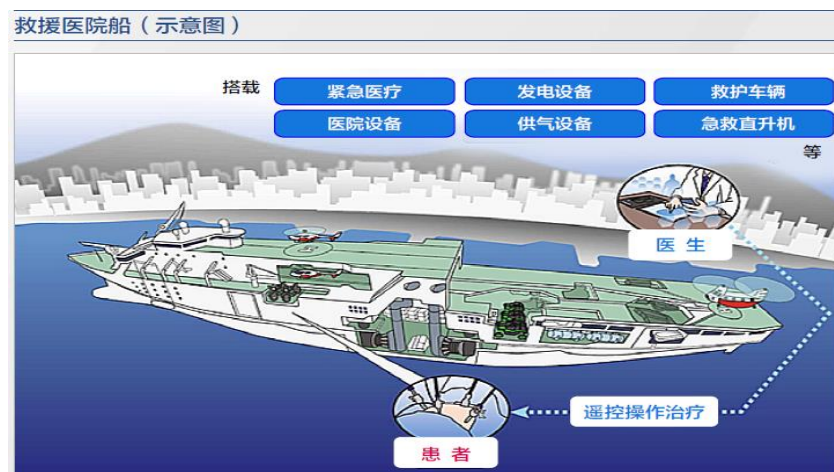 救援医院船（示意图）
搭载 紧急医疗 发电设备 救护车辆
医院设备 供气设备 急救直升机
等
医生
遥控操作治疗
患者